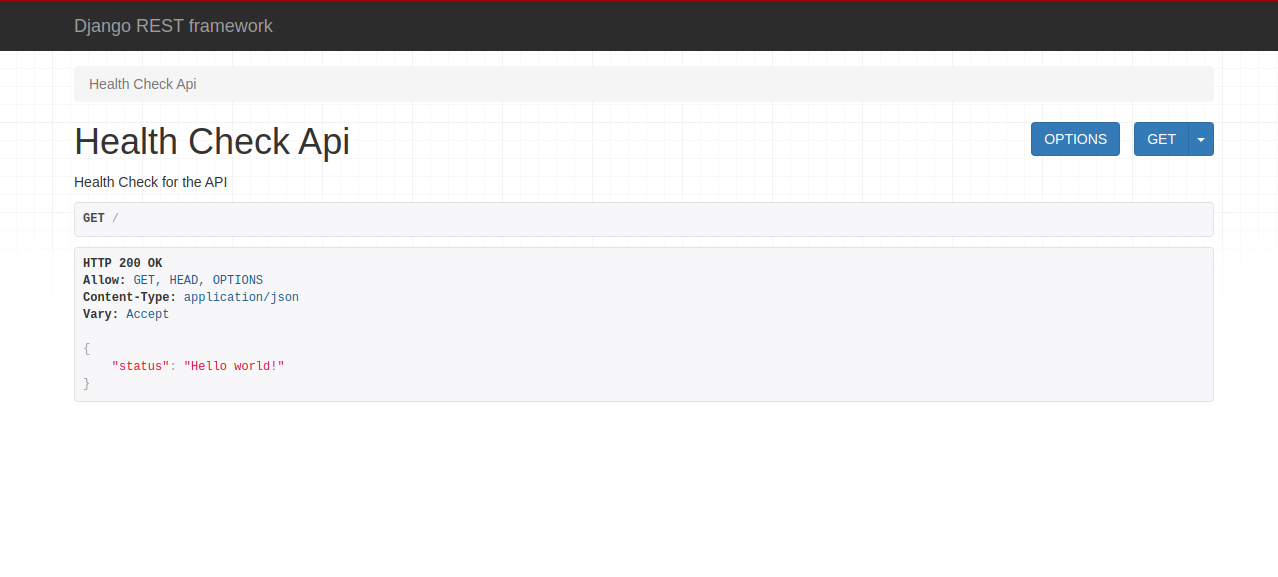 Django REST framework
Health Check Api
Health Check Api
OPTIONS
GET
Health Check for the API
GET /
HTTP 200 OK
Allow: GET, HEAD, OPTIONS
Content-Type: application/json
Vary: Accept
{
    "status": "Hello world!"
}